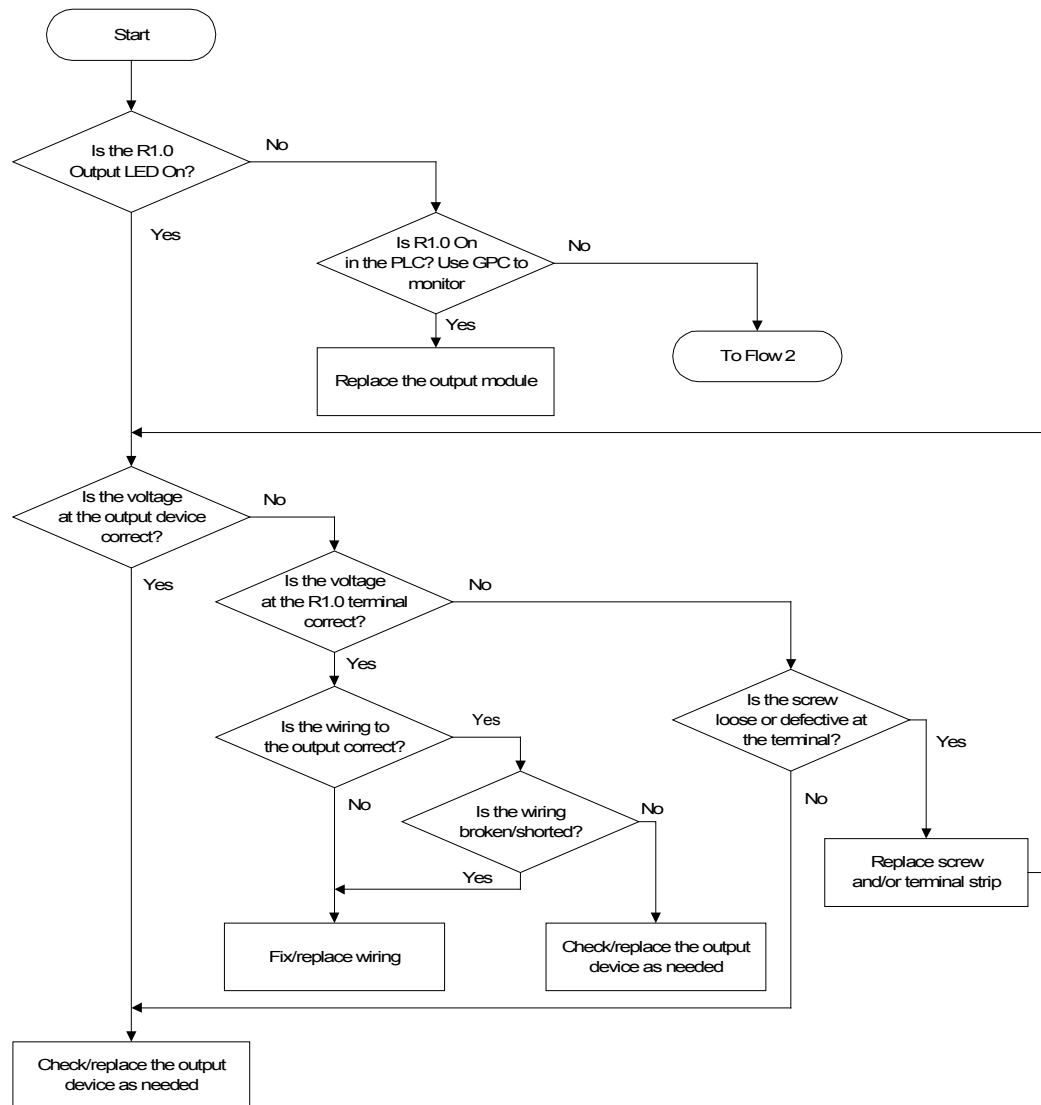 Start
Is the R1.0
Output LED On?
No
Yes
Is R1.0 On
in the PLC? Use GPC to
monitor
No
Yes
Replace the output module
To Flow 2
Is the voltage
at the output device
correct?
No
Yes
Is the voltage
at the R1.0 terminal
correct?
No
Yes
Is the wiring to
the output correct?
Yes
No
Is the screw
loose or defective at
the terminal?
Yes
No
Is the wiring
broken/shorted?
No
Yes
Replace screw
and/or terminal strip
Fix/replace wiring
Check/replace the output
device as needed
Check/replace the output
device as needed